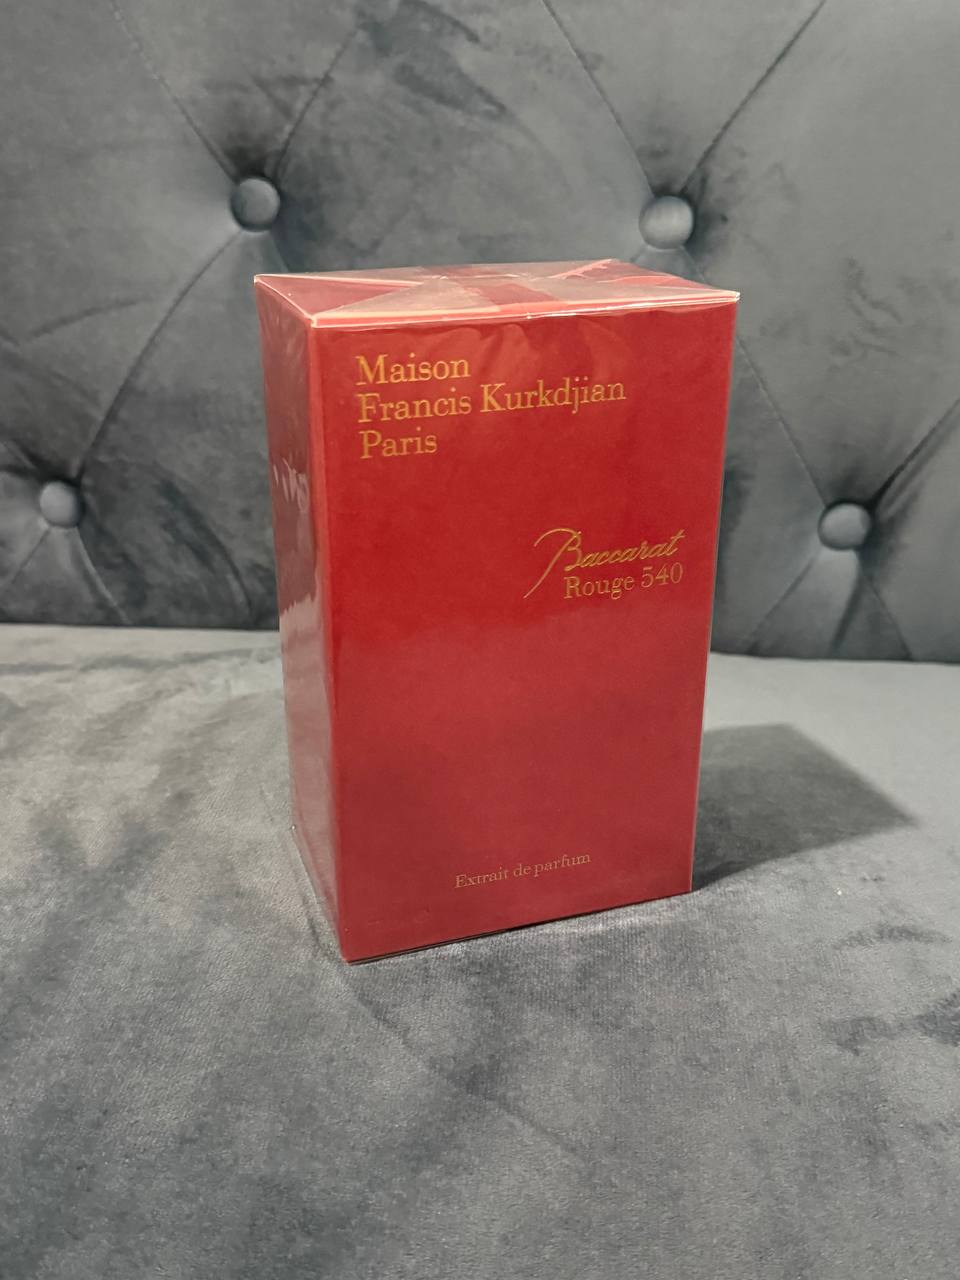 Maison
Francis Kurkdjian
Paris
Baccarat
Rouge 540
Extrait de parfum